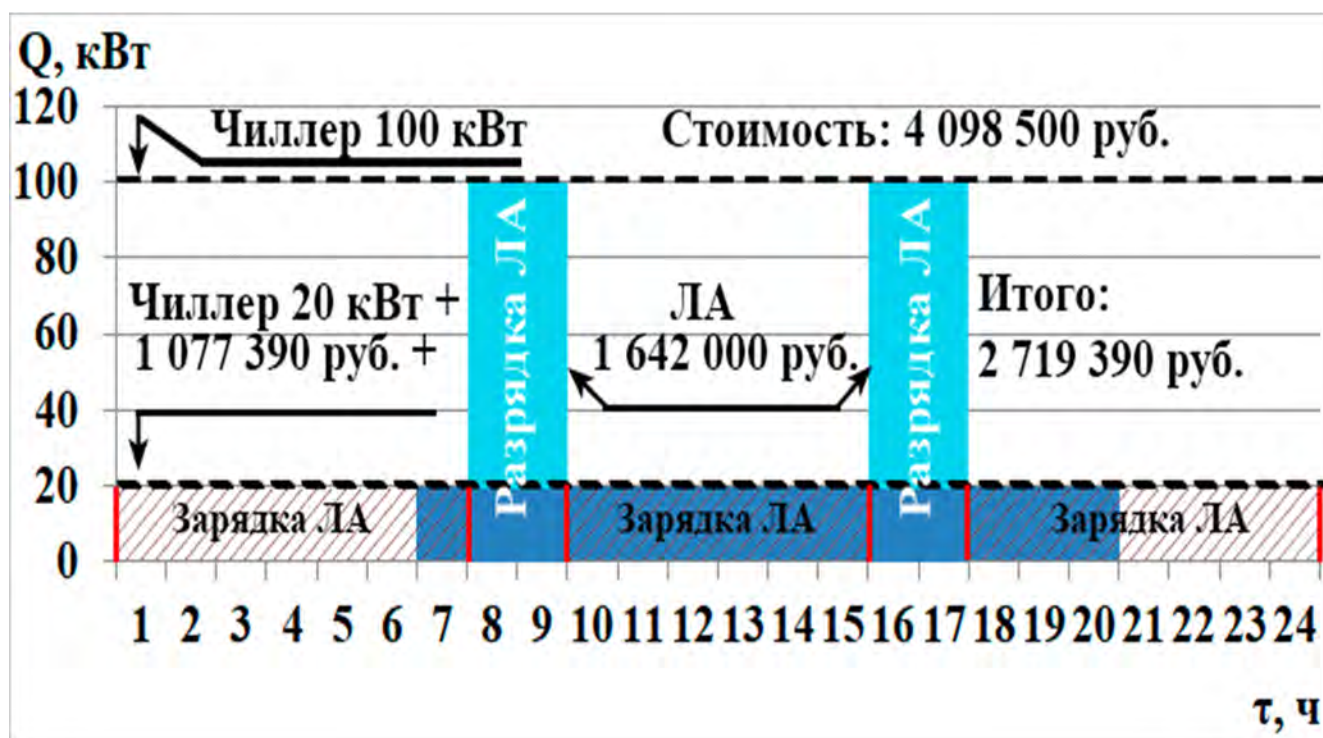 Q, кВт
120
Чиллер 100 кВт
Стоимость: 4 098 500 руб.
100
80
Чиллер 20 кВт +
1 077 390 руб. +
Разрядка ЛА
ЛА
1 642 000 руб.
Разрядка ЛА
Итого:
2 719 390 руб.
60
40
20
Зарядка ЛА
Зарядка ЛА
Зарядка ЛА
0
1 2 3 4 5 6 7 8 9 10 11 12 13 14 15 16 17 18 19 20 21 22 23 24
τ, ч